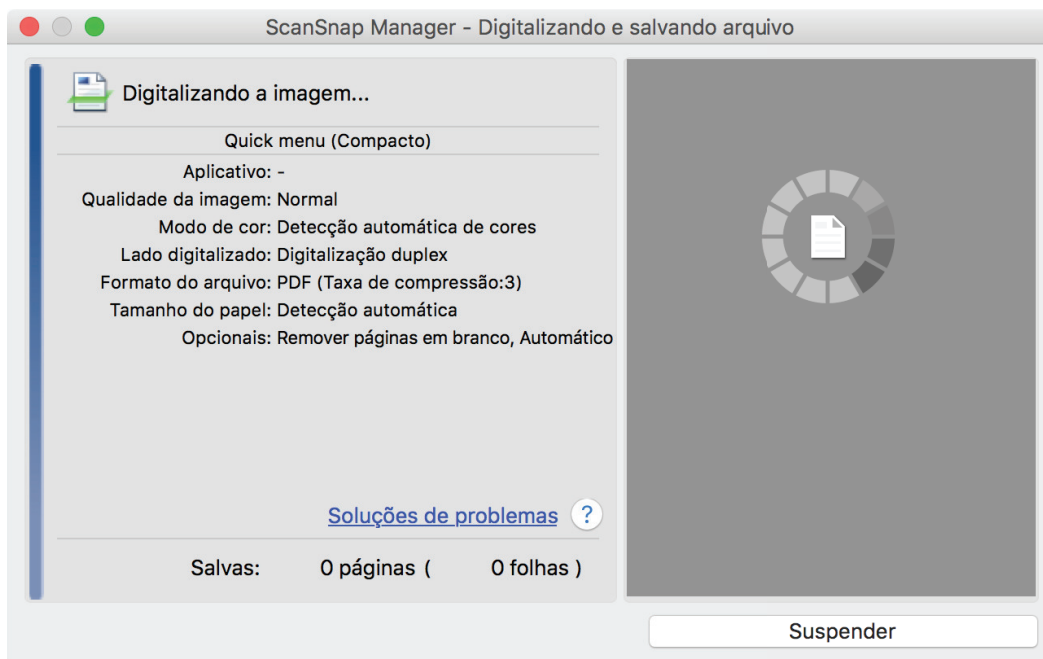 ScanSnap Manager - Digitalizando e salvando arquivo
Digitalizando a imagem...
Quick menu (Compacto)
Aplicativo: -
Qualidade da imagem: Normal
Modo de cor: Detecção automática de cores
Lado digitalizado: Digitalização duplex
Formato do arquivo: PDF (Taxa de compressão:3)
Tamanho do papel: Detecção automática
Opcionais: Remover páginas em branco, Automático
Soluções de problemas ?
Salvas: 0 páginas ( 0 folhas )
Suspender